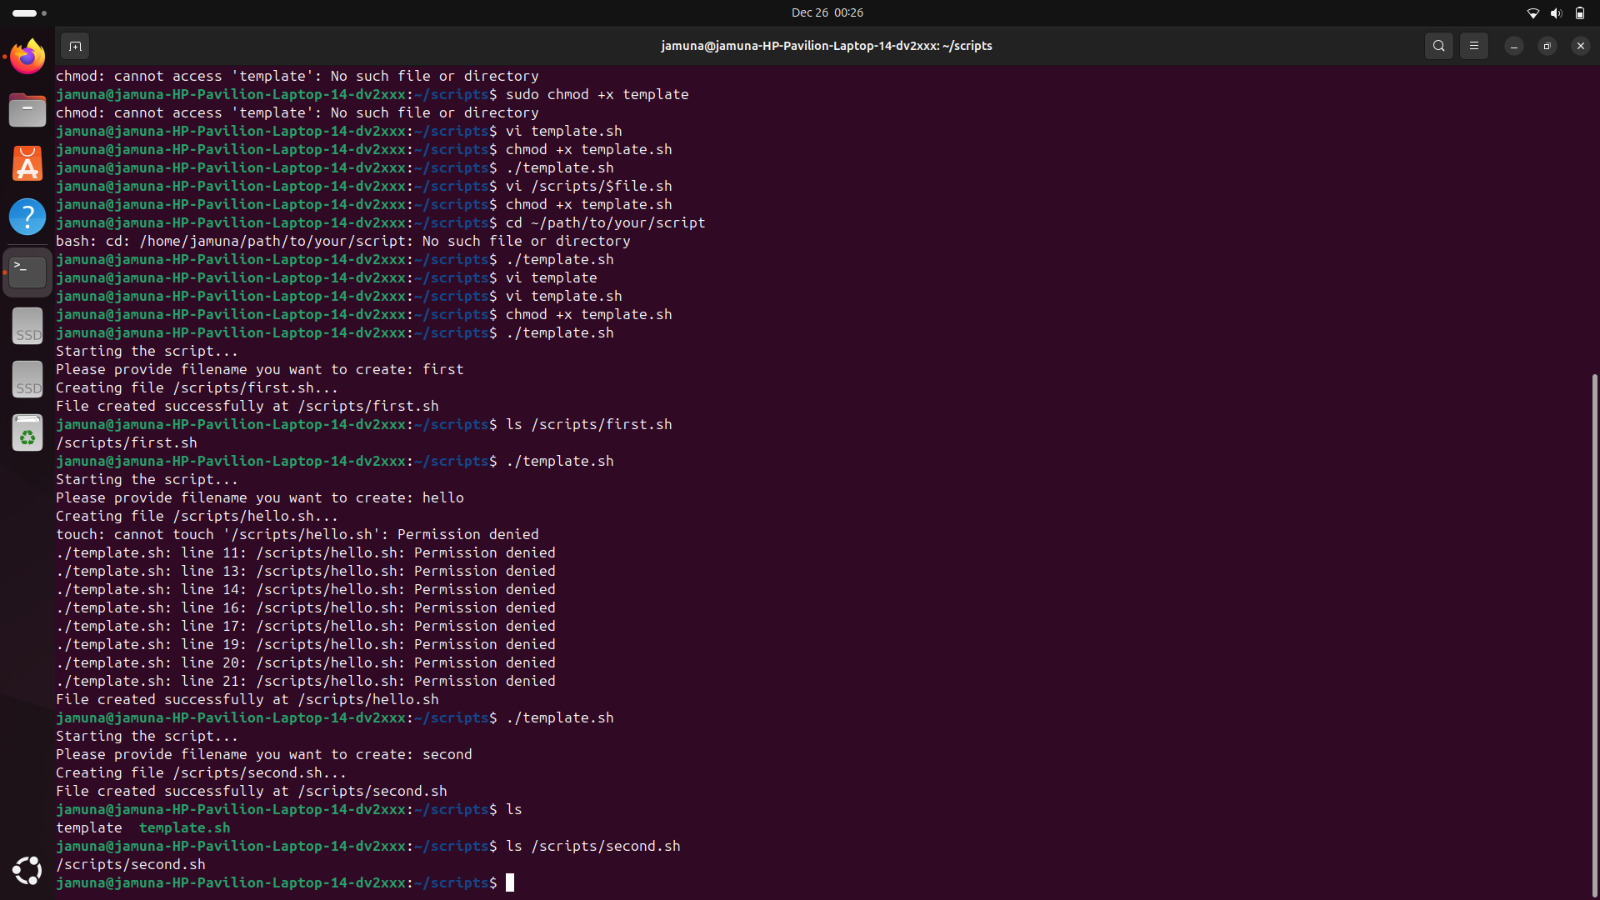 Dec 26 00:26
jamuna@jamuna-HP-Pavilion-Laptop-14-dv2xxx: ~/scripts
chmod: cannot access 'template': No such file or directory
jamuna@jamuna-HP-Pavilion-Laptop-14-dv2xxx:~/scripts$ sudo chmod +x template
chmod: cannot access 'template': No such file or directory
jamuna@jamuna-HP-Pavilion-Laptop-14-dv2xxx:~/scripts$ vi template.sh
jamuna@jamuna-HP-Pavilion-Laptop-14-dv2xxx:~/scripts$ chmod +x template.sh
jamuna@jamuna-HP-Pavilion-Laptop-14-dv2xxx:~/scripts$ ./template.sh
jamuna@jamuna-HP-Pavilion-Laptop-14-dv2xxx:~/scripts$ vi /scripts/$file.sh
jamuna@jamuna-HP-Pavilion-Laptop-14-dv2xxx:~/scripts$ chmod +x template.sh
jamuna@jamuna-HP-Pavilion-Laptop-14-dv2xxx:~/scripts$ cd ~/path/to/your/script
bash: cd: /home/jamuna/path/to/your/script: No such file or directory
jamuna@jamuna-HP-Pavilion-Laptop-14-dv2xxx:~/scripts$ ./template.sh
jamuna@jamuna-HP-Pavilion-Laptop-14-dv2xxx:~/scripts$ vi template
jamuna@jamuna-HP-Pavilion-Laptop-14-dv2xxx:~/scripts$ vi template.sh
jamuna@jamuna-HP-Pavilion-Laptop-14-dv2xxx:~/scripts$ chmod +x template.sh
jamuna@jamuna-HP-Pavilion-Laptop-14-dv2xxx:~/scripts$ ./template.sh
Starting the script...
Please provide filename you want to create: first
Creating file /scripts/first.sh...
File created successfully at /scripts/first.sh
jamuna@jamuna-HP-Pavilion-Laptop-14-dv2xxx:~/scripts$ ls /scripts/first.sh
/scripts/first.sh
jamuna@jamuna-HP-Pavilion-Laptop-14-dv2xxx:~/scripts$ ./template.sh
Starting the script...
Please provide filename you want to create: hello
Creating file /scripts/hello.sh...
touch: cannot touch '/scripts/hello.sh': Permission denied
./template.sh: line 11: /scripts/hello.sh: Permission denied
./template.sh: line 13: /scripts/hello.sh: Permission denied
./template.sh: line 14: /scripts/hello.sh: Permission denied
./template.sh: line 16: /scripts/hello.sh: Permission denied
./template.sh: line 17: /scripts/hello.sh: Permission denied
./template.sh: line 19: /scripts/hello.sh: Permission denied
./template.sh: line 20: /scripts/hello.sh: Permission denied
./template.sh: line 21: /scripts/hello.sh: Permission denied
File created successfully at /scripts/hello.sh
jamuna@jamuna-HP-Pavilion-Laptop-14-dv2xxx:~/scripts$ ./template.sh
Starting the script...
Please provide filename you want to create: second
Creating file /scripts/second.sh...
File created successfully at /scripts/second.sh
jamuna@jamuna-HP-Pavilion-Laptop-14-dv2xxx:~/scripts$ ls
template  template.sh
jamuna@jamuna-HP-Pavilion-Laptop-14-dv2xxx:~/scripts$ ls /scripts/second.sh
/scripts/second.sh
jamuna@jamuna-HP-Pavilion-Laptop-14-dv2xxx:~/scripts$
SSD
SSD